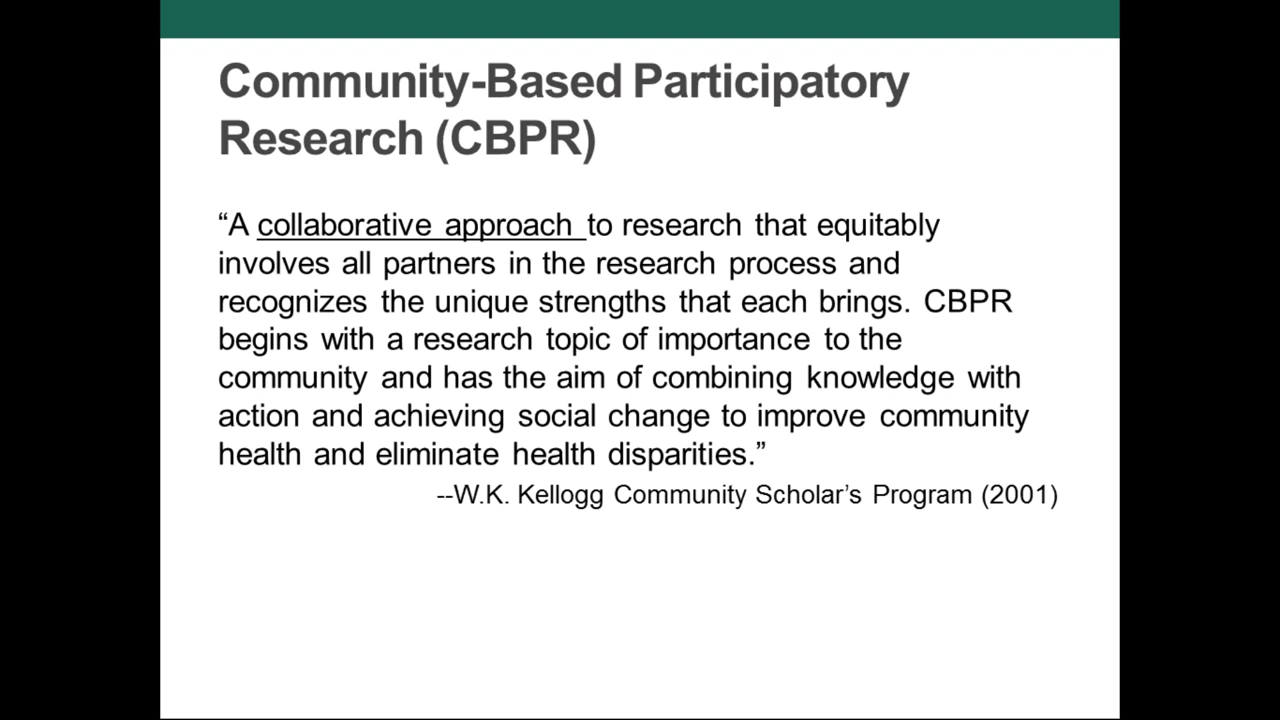 Community-Based Participatory
Research (CBPR)
“A collaborative approach to research that equitably
involves all partners in the research process and
recognizes the unique strengths that each brings. CBPR
begins with a research topic of importance to the
community and has the aim of combining knowledge with
action and achieving social change to improve community
health and eliminate health disparities.”
--W.K. Kellogg Community Scholar’s Program (2001)